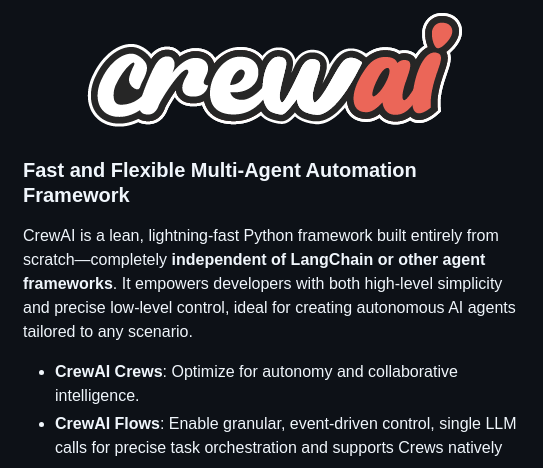 crewai
Fast and Flexible Multi-Agent Automation
Framework
CrewAI is a lean, lightning-fast Python framework built entirely from
scratch—completely independent of LangChain or other agent
frameworks. It empowers developers with both high-level simplicity
and precise low-level control, ideal for creating autonomous AI agents
tailored to any scenario.
• CrewAI Crews: Optimize for autonomy and collaborative
intelligence.
• CrewAI Flows: Enable granular, event-driven control, single LLM
calls for precise task orchestration and supports Crews natively